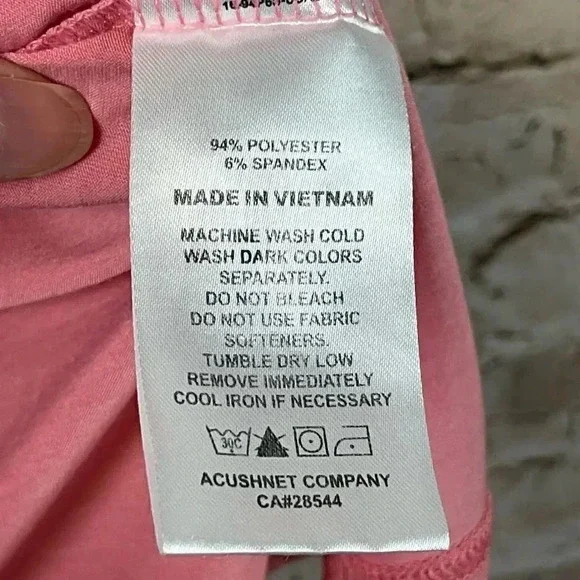 94% POLYESTER
6% SPANDEX
MADE IN VIETNAM
MACHINE WASH COLD
WASH DARK COLORS
SEPARATELY.
DO NOT BLEACH
DO NOT USE FABRIC
SOFTENERS.
TUMBLE DRY LOW
REMOVE IMMEDIATELY
COOL IRON IF NECESSARY
30C
ACUSHNET COMPANY
CA#28544